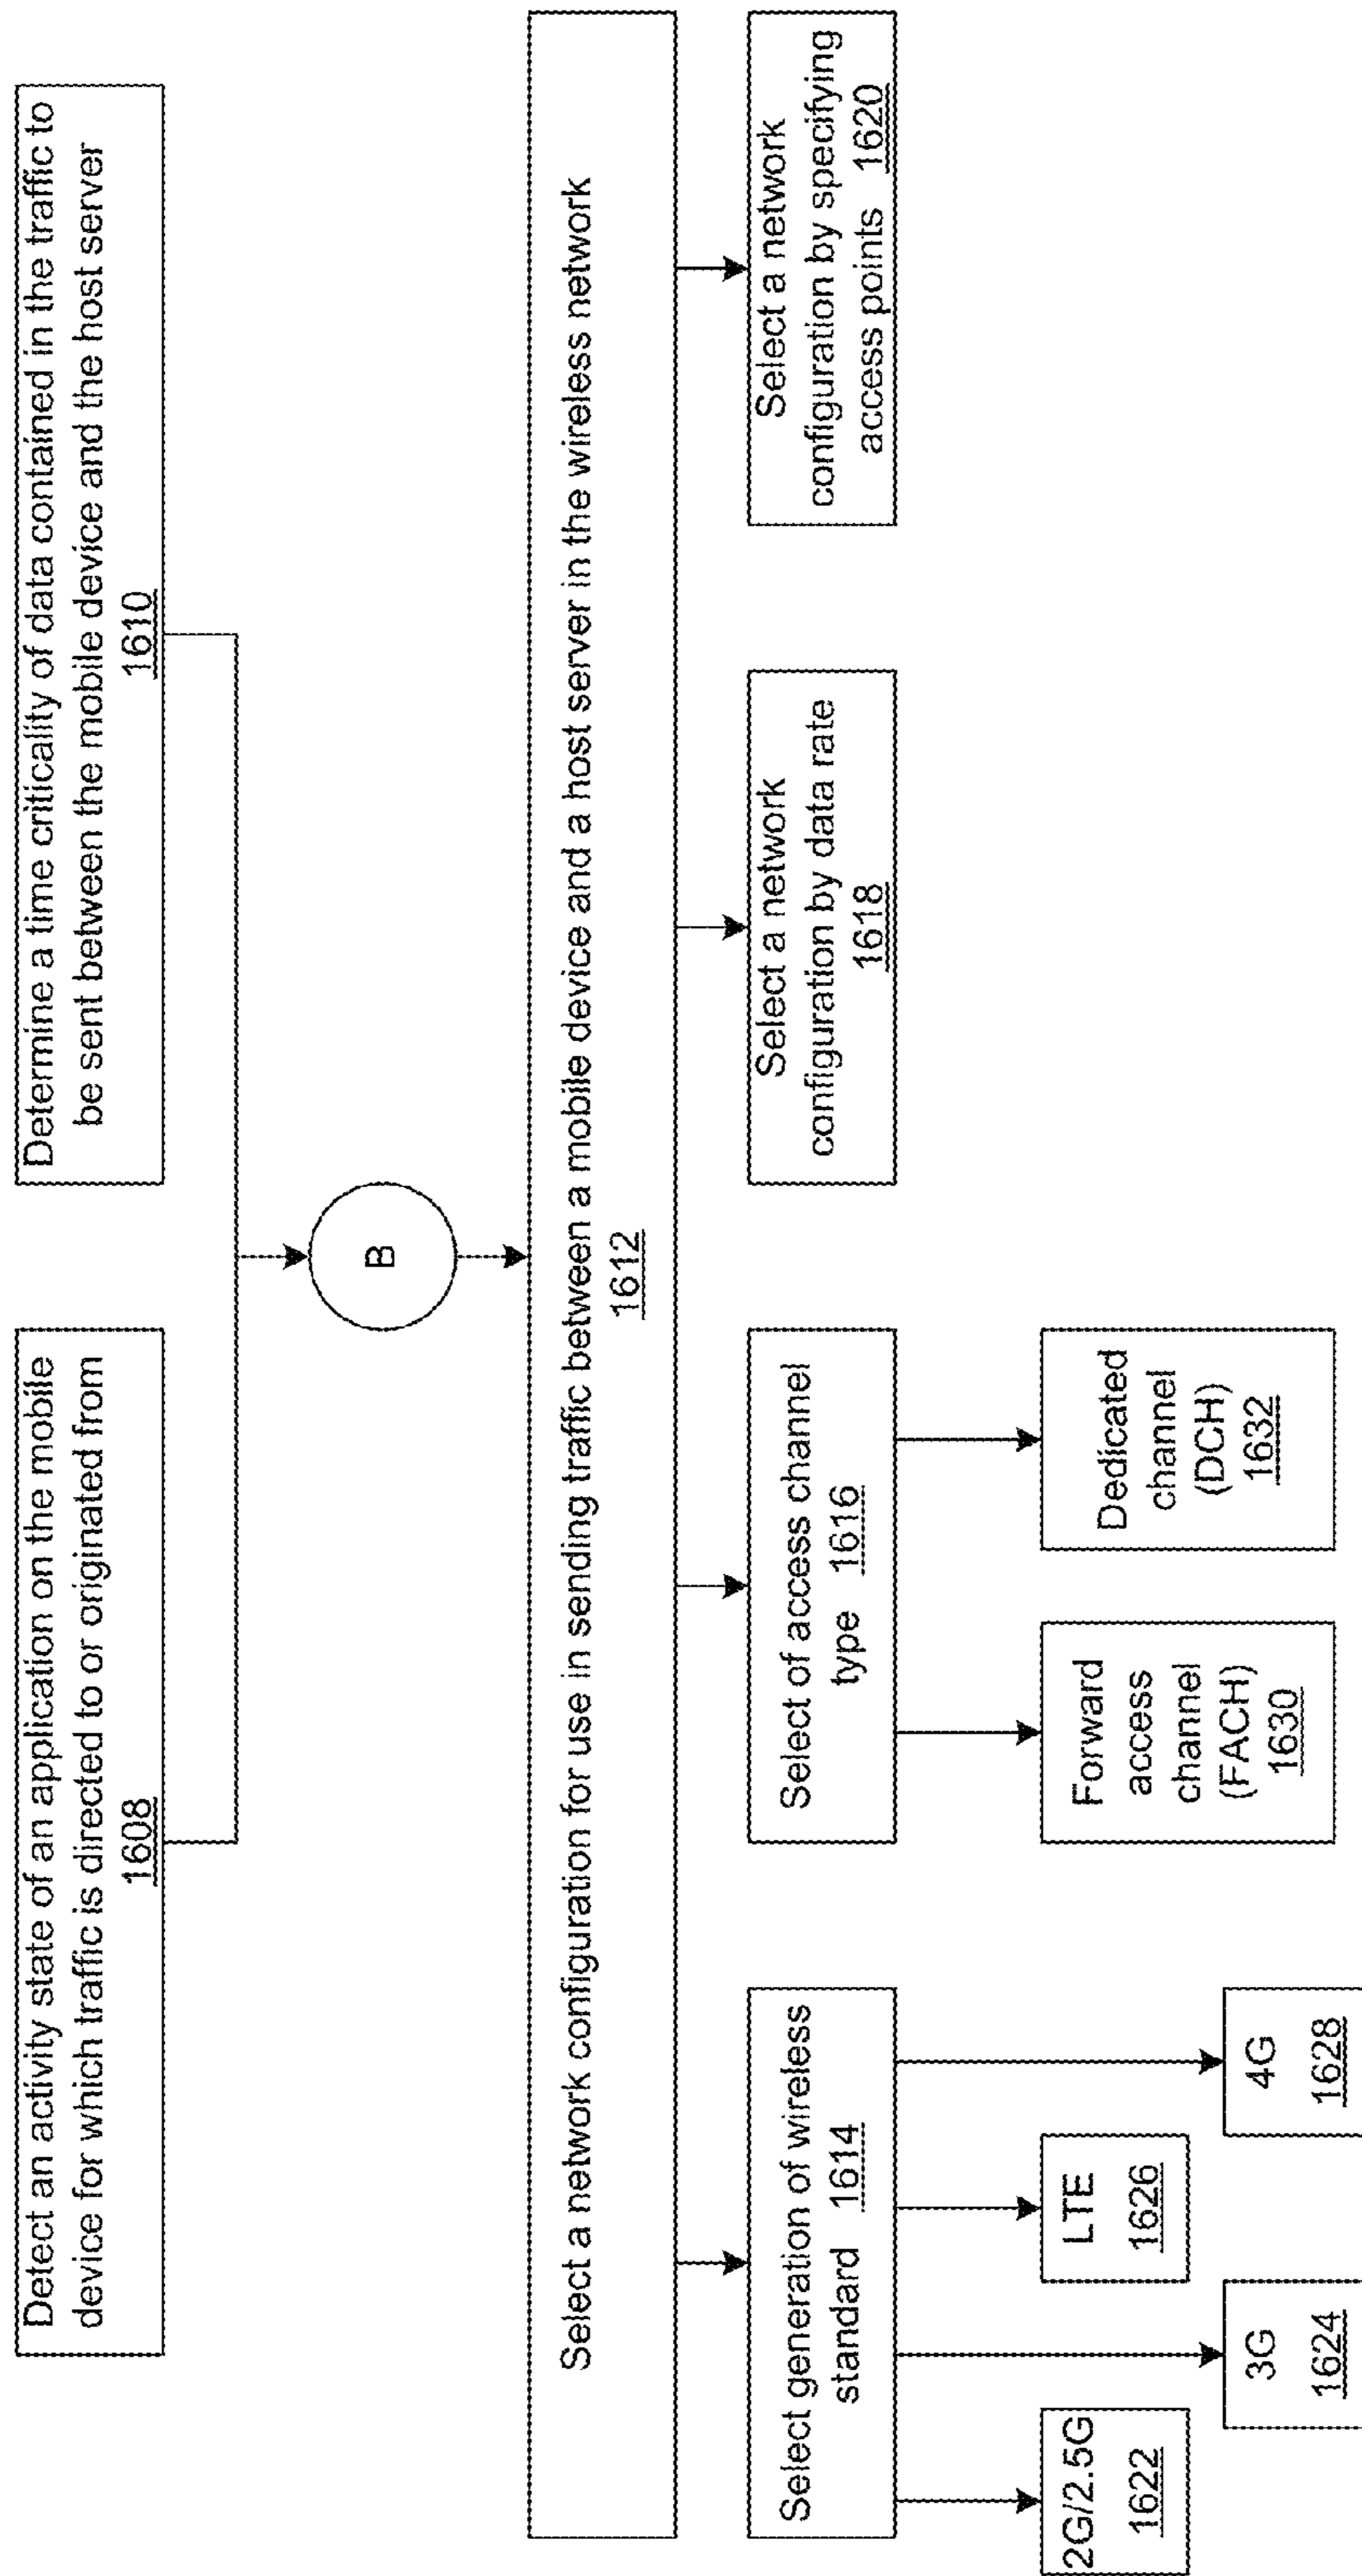 Detect an activity state of an application on the mobile
device for which traffic is directed to or originated from
1608
Determine a time criticality of data contained in the traffic to
be sent between the mobile device and the host server
1610
B
Select a network configuration for use in sending traffic between a mobile device and a host server in the wireless network
1612
Select generation of wireless
standard 1614
2G/2.5G
1622
3G
1624
LTE
1626
4G
1628
Select of access channel
type 1616
Forward
access
channel
(FACH)
1630
Dedicated
channel
(DCH)
1632
Select a network
configuration by data rate
1618
Select a network
configuration by specifying
access points 1620